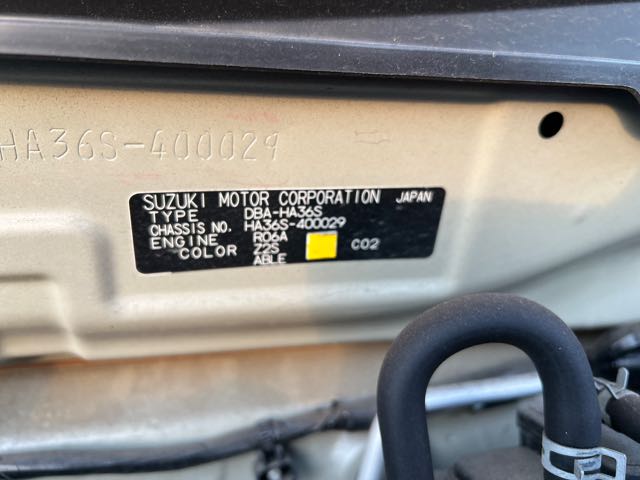 HA36S-400029
SUZUKI MOTOR CORPORATION JAPAN
TYPE DBA-HA36S
CHASSIS NO. HA36S-400029
ENGINE R06A
COLOR Z2S C02
ABLE